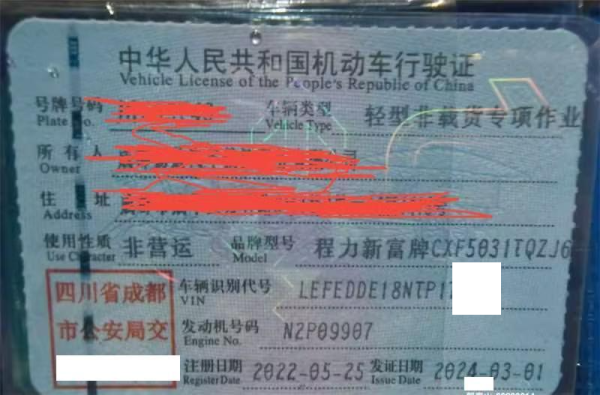 中华人民共和国机动车行驶证
Vehicle License of the People's Republic of China
号牌号码 车辆类型 轻型非载货专项作业
Plate No. Vehicle Type
所有人
Owner
住址
Address
使用性质 非营运 品牌型号 程力新富牌CXF5031TQZJ6
Use Character Model
四川省成都 车辆识别代号 LEFEDDE18NTP17
VIN
市公安局交 发动机号码 N2P09907
Engine No.
注册日期 2022-05-25 发证日期 2024-03-01
Register Date Issue Date